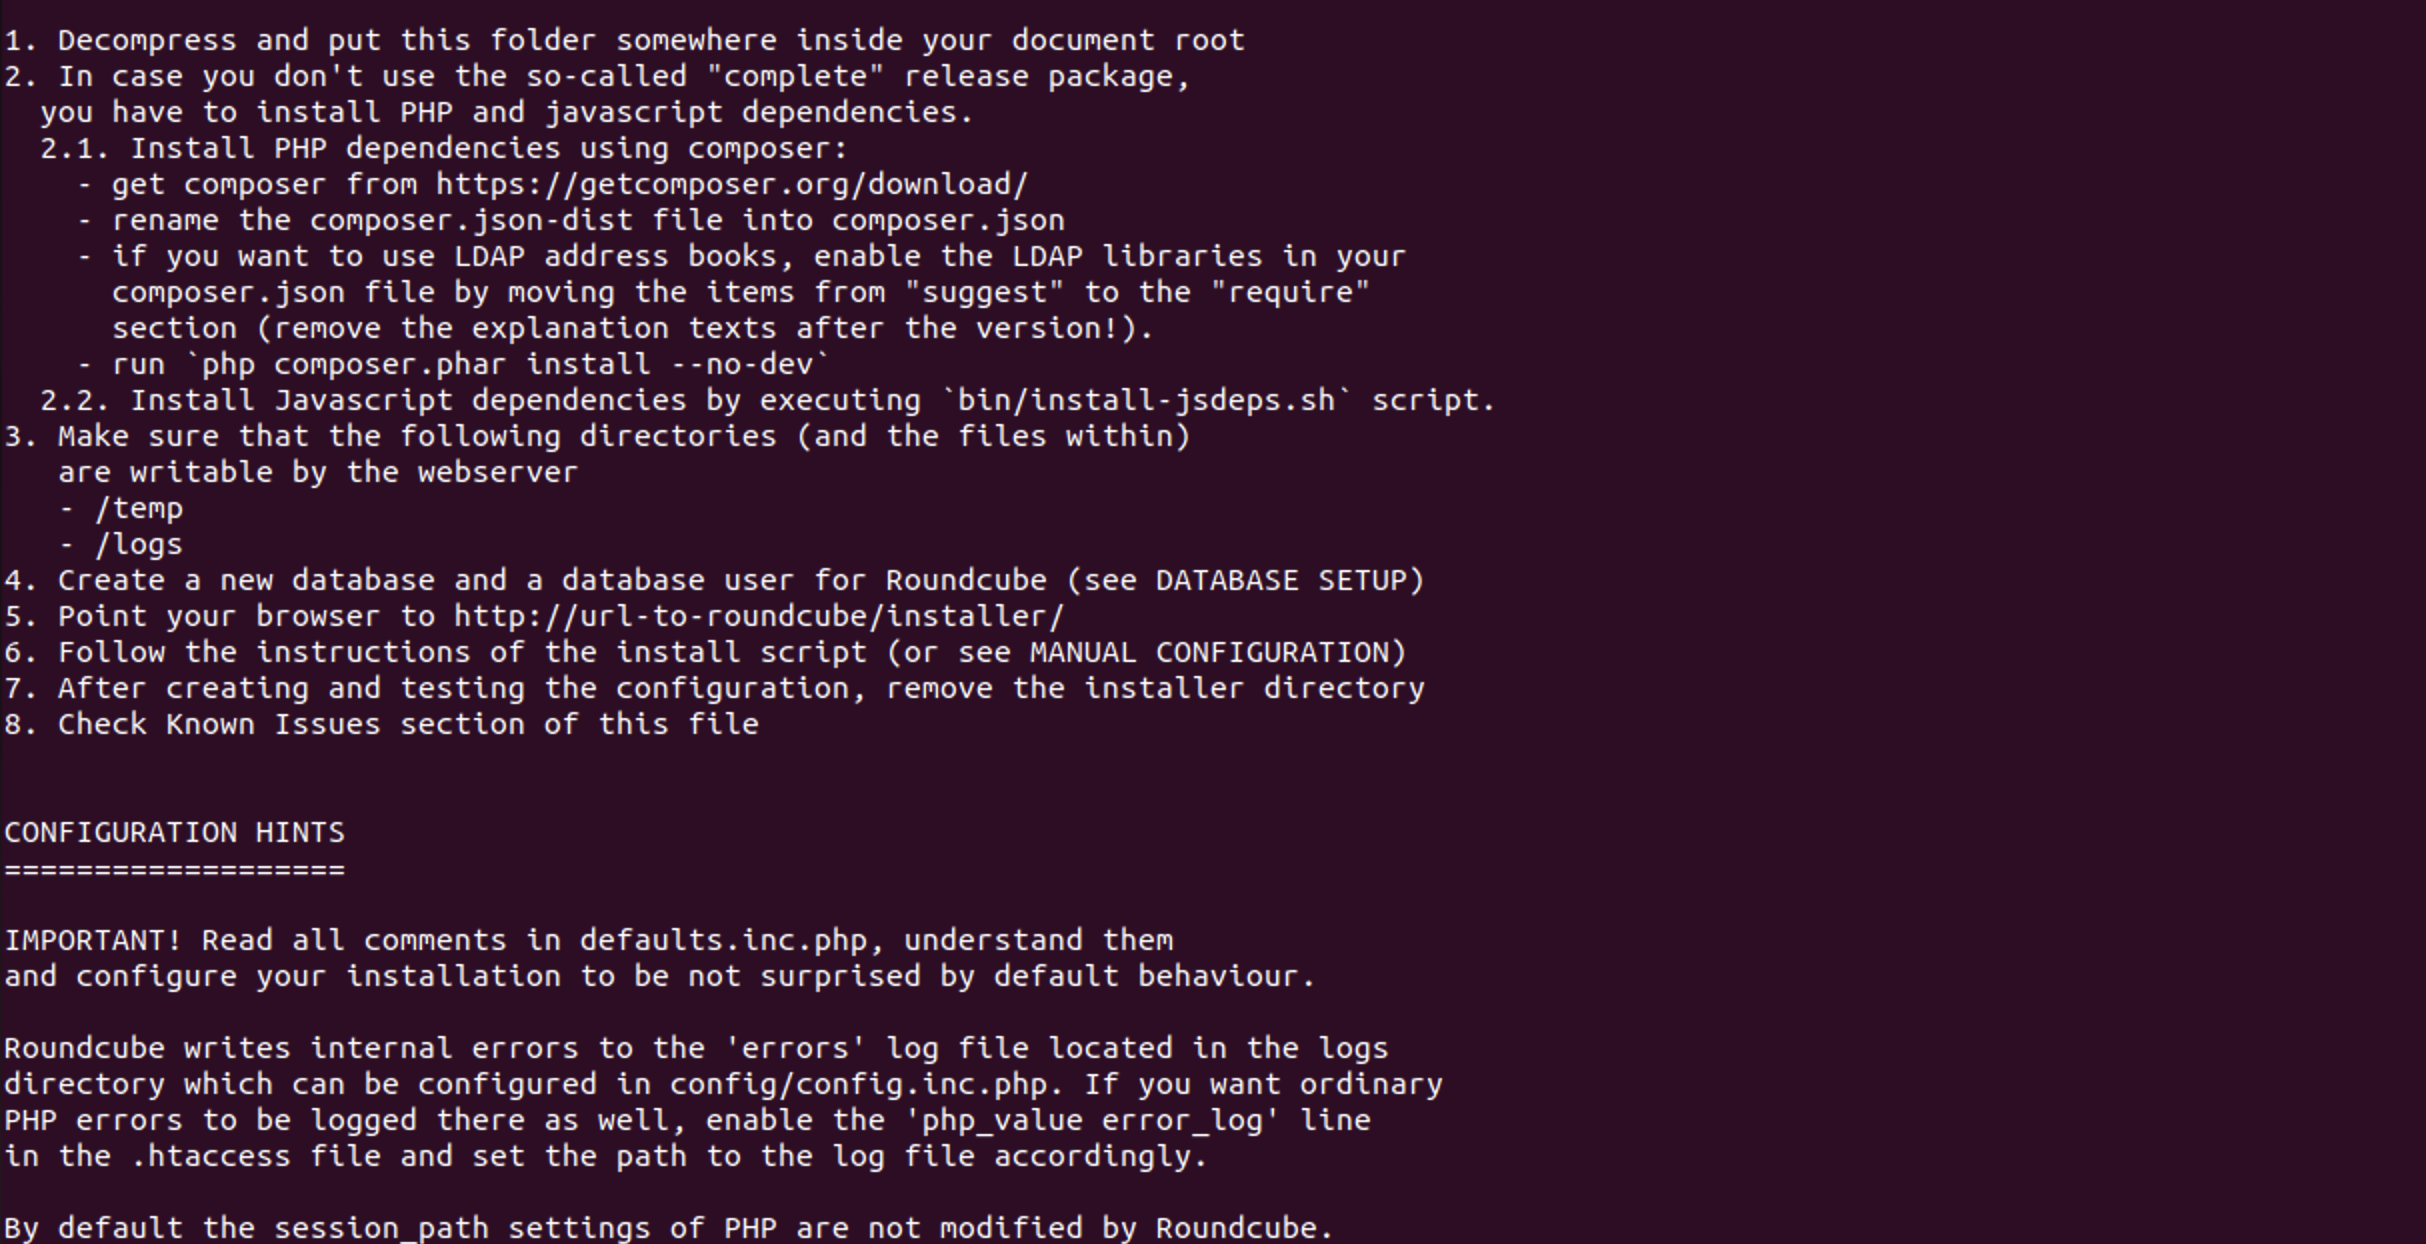 1. Decompress and put this folder somewhere inside your document root
2. In case you don't use the so-called "complete" release package,
you have to install PHP and javascript dependencies.
2.1. Install PHP dependencies using composer:
- get composer from https://getcomposer.org/download/
- rename the composer.json-dist file into composer.json
- if you want to use LDAP address books, enable the LDAP libraries in your
composer.json file by moving the items from "suggest" to the "require"
section (remove the explanation texts after the version!).
- run `php composer.phar install --no-dev`
2.2. Install Javascript dependencies by executing `bin/install-jsdeps.sh` script.
3. Make sure that the following directories (and the files within)
are writable by the webserver
- /temp
- /logs
4. Create a new database and a database user for Roundcube (see DATABASE SETUP)
5. Point your browser to http://url-to-roundcube/installer/
6. Follow the instructions of the install script (or see MANUAL CONFIGURATION)
7. After creating and testing the configuration, remove the installer directory
8. Check Known Issues section of this file
CONFIGURATION HINTS
===================
IMPORTANT! Read all comments in defaults.inc.php, understand them
and configure your installation to be not surprised by default behaviour.
Roundcube writes internal errors to the 'errors' log file located in the logs
directory which can be configured in config/config.inc.php. If you want ordinary
PHP errors to be logged there as well, enable the 'php_value error_log' line
in the .htaccess file and set the path to the log file accordingly.
By default the session_path settings of PHP are not modified by Roundcube.